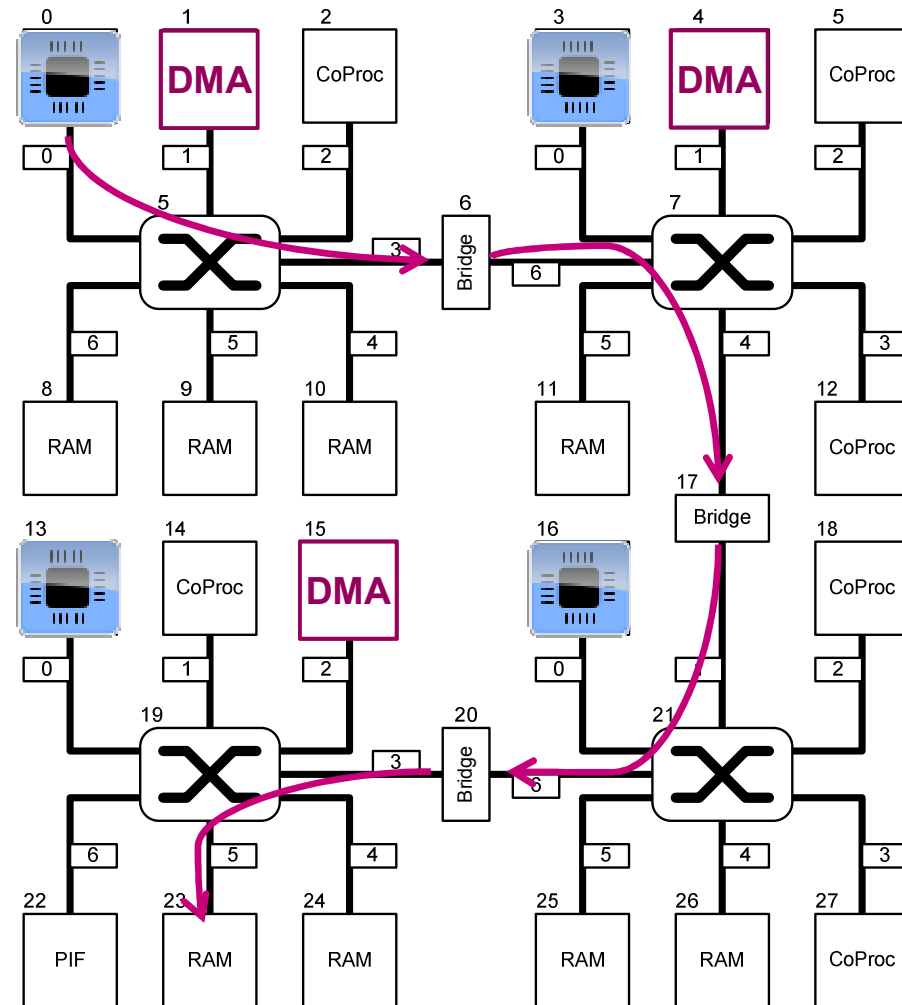 0 1 2 3 4 5
DMA CoProc DMA CoProc
0 1 2 0 1 2
5 6 7
3 Bridge 6
6 5 4 5 4 3
8 9 10 11 12
RAM RAM RAM RAM CoProc
17
Bridge
13 14 15 16 18
CoProc DMA CoProc
0 1 2 0 1 2
19 20 21
3 Bridge 6
6 5 4 5 4 3
22 23 24 25 26 27
PIF RAM RAM RAM RAM CoProc